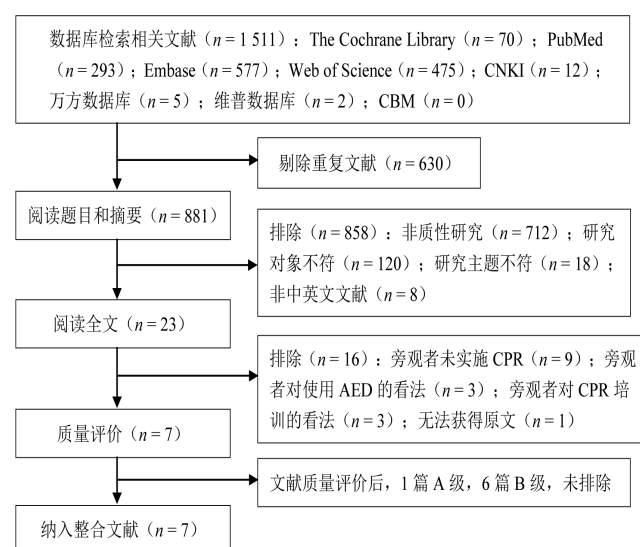 数据库检索相关文献（n = 1 511）：The Cochrane Library（n = 70）；PubMed
（n = 293）；Embase（n = 577）；Web of Science（n = 475）；CNKI（n = 12）；
万方数据库（n = 5）；维普数据库（n = 2）；CBM（n = 0）
剔除重复文献（n = 630）
阅读题目和摘要（n = 881）
排除（n = 858）：非质性研究（n = 712）；研究
对象不符（n = 120）；研究主题不符（n = 18）；
非中英文文献（n = 8）
阅读全文（n = 23）
排除（n = 16）：旁观者未实施 CPR（n = 9）；旁观
者对使用 AED 的看法（n = 3）；旁观者对 CPR 培
训的看法（n = 3）；无法获得原文（n = 1）
质量评价（n = 7）
文献质量评价后，1 篇 A 级，6 篇 B 级，未排除
纳入整合文献（n = 7）